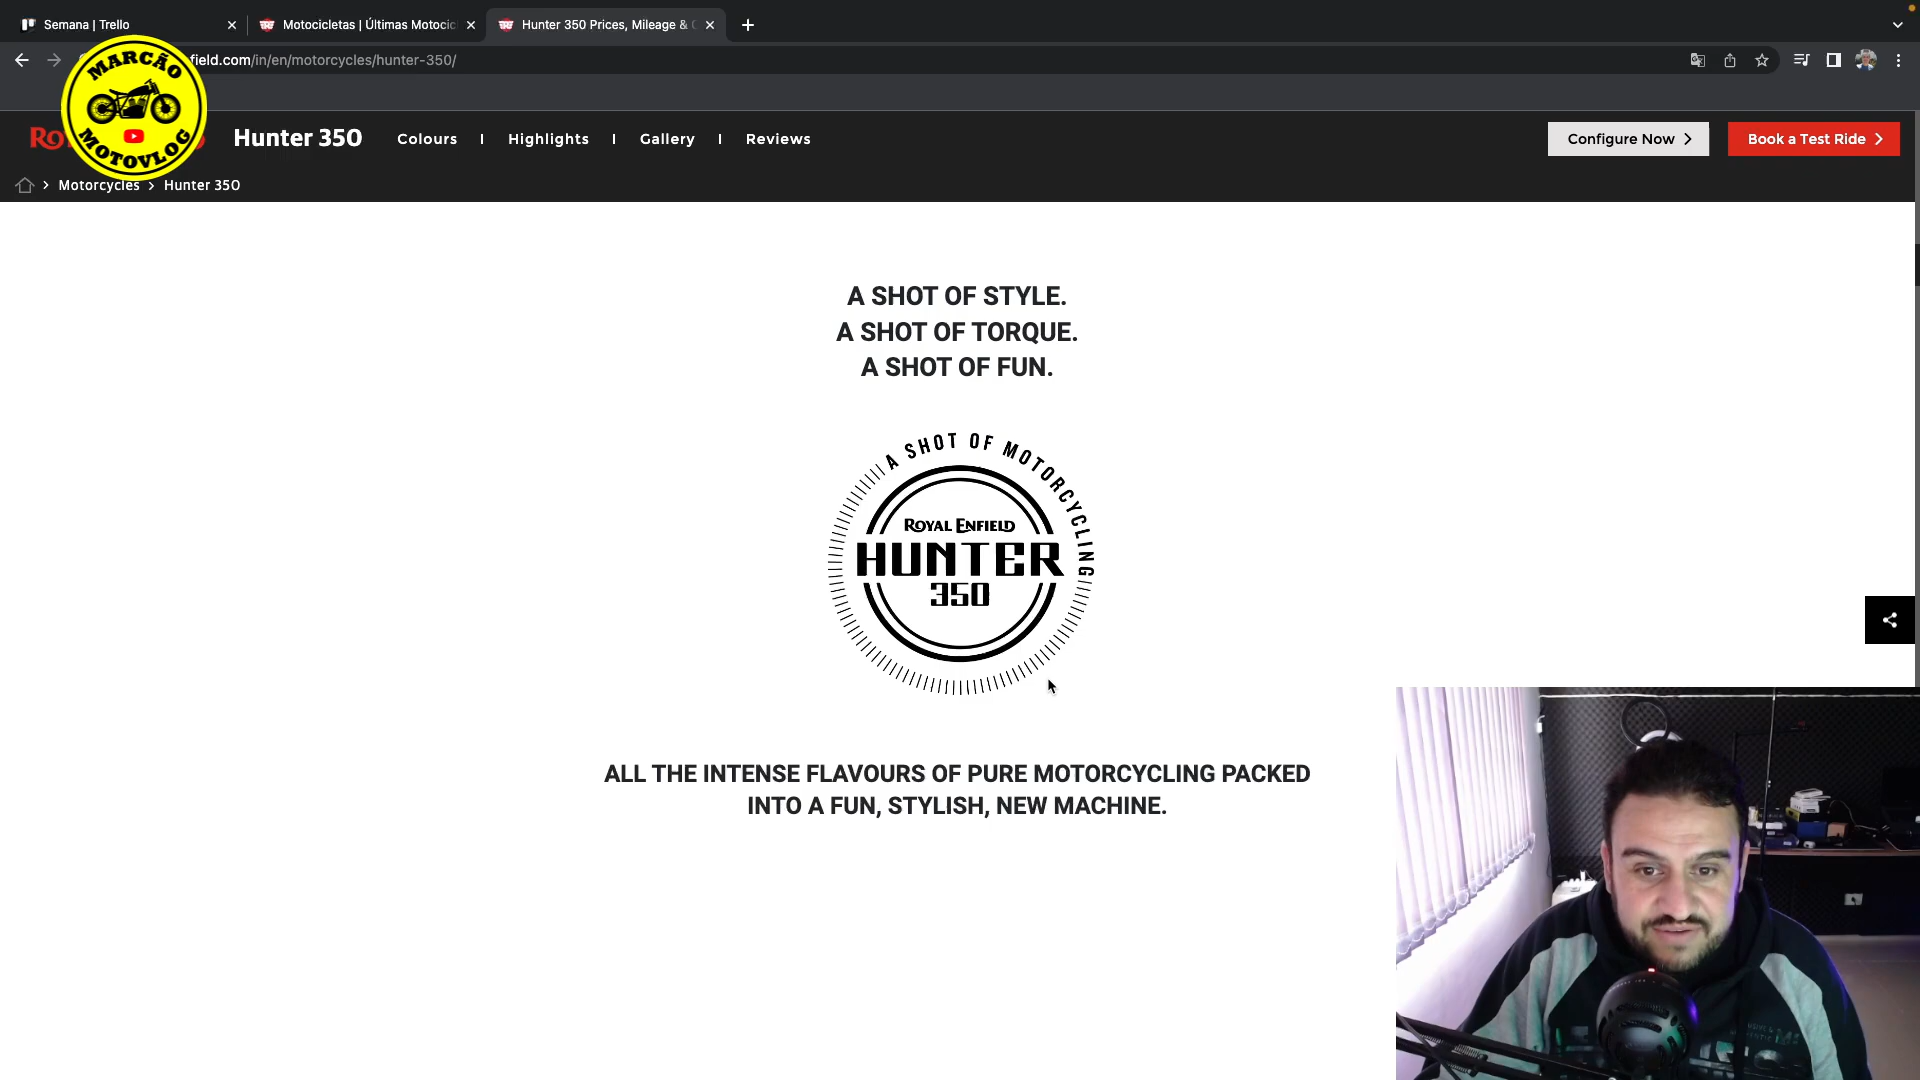 Semana | Trello
Motocicletas | Últimas Motocic
Hunter 350 Prices, Mileage &
field.com/in/en/motorcycles/hunter-350/
MARCÃO
MOTOVLOG
Hunter 350
Colours
Highlights
Gallery
Reviews
Configure Now
Book a Test Ride
Motorcycles > Hunter 350
A SHOT OF STYLE.
A SHOT OF TORQUE.
A SHOT OF FUN.
A SHOT OF MOTORCYCLING
ROYAL ENFIELD
HUNTER
350
ALL THE INTENSE FLAVOURS OF PURE MOTORCYCLING PACKED
INTO A FUN, STYLISH, NEW MACHINE.